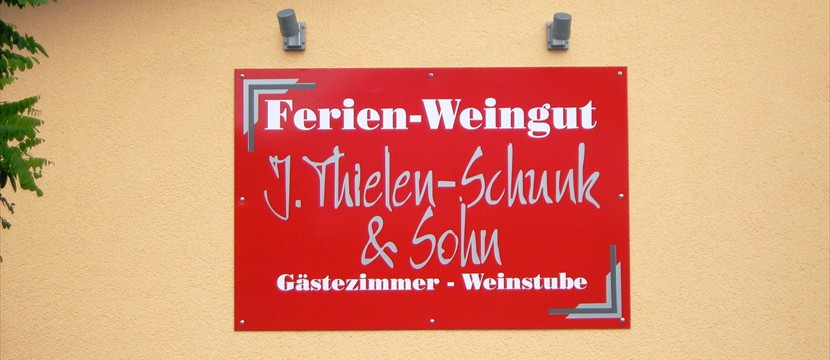 Ferien-Weingut
J. Thielen-Schunk
& Sohn
Gästezimmer - Weinstube